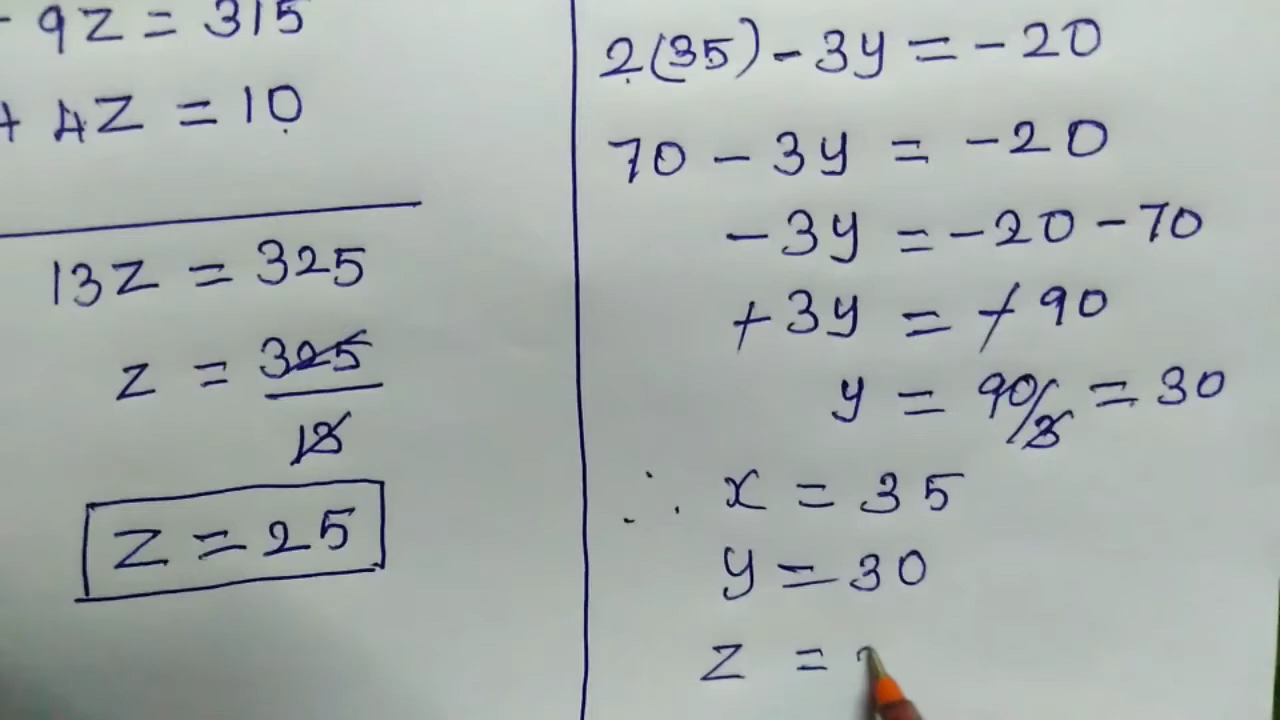 - 9z = 315
+ 4z = 10
13z = 325
z = 325/13
z = 25
2(35) - 3y = -20
70 - 3y = -20
-3y = -20 - 70
+3y = +90
y = 90/3 = 30
∴ x = 35
y = 30
z =